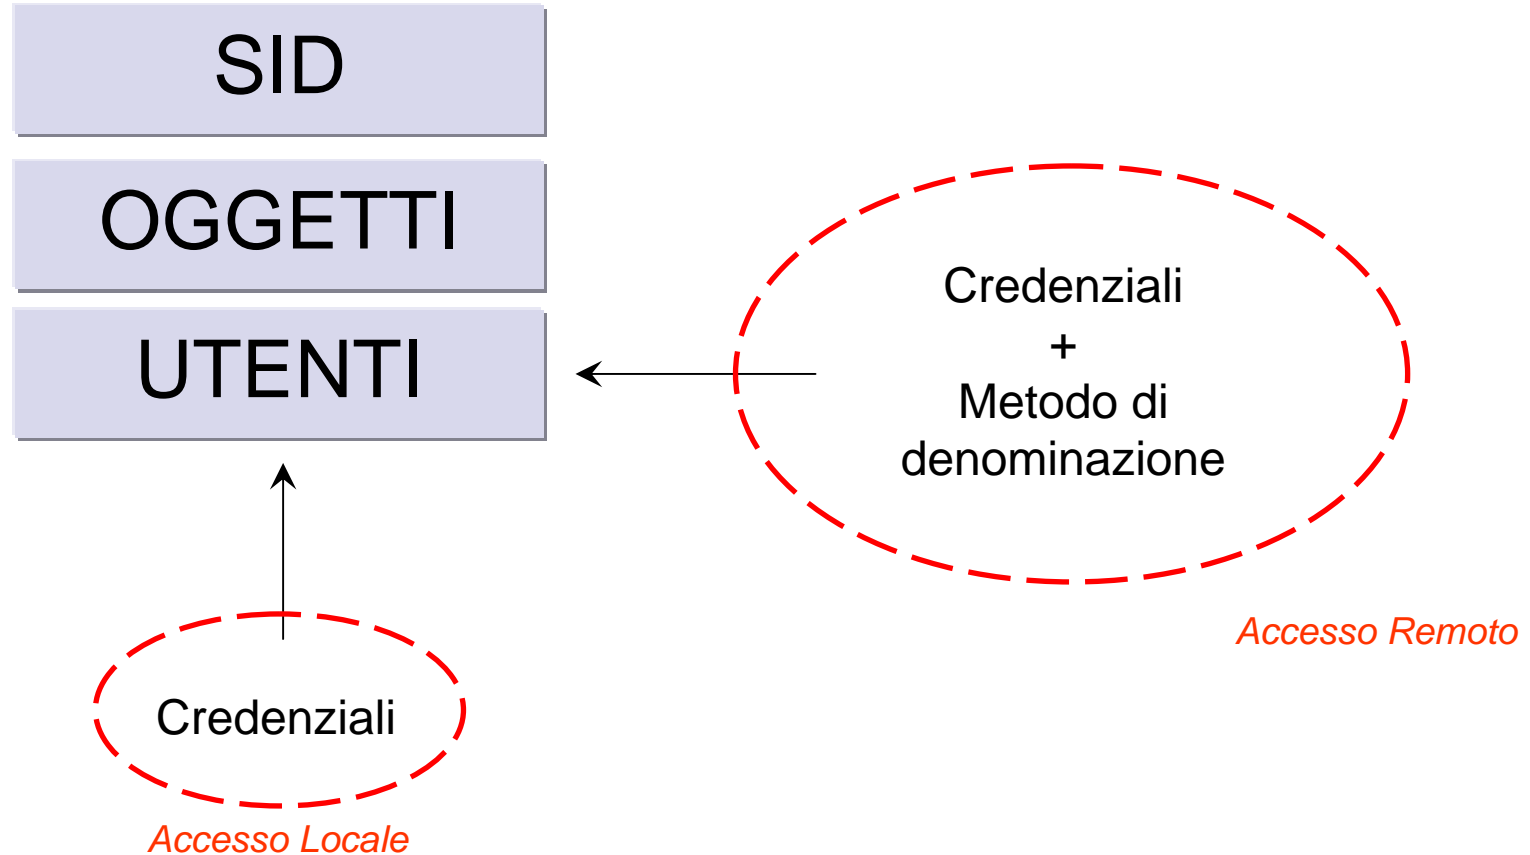 SID
OGGETTI
UTENTI
Credenziali
+
Metodo di
denominazione
Accesso Remoto
Credenziali
Accesso Locale